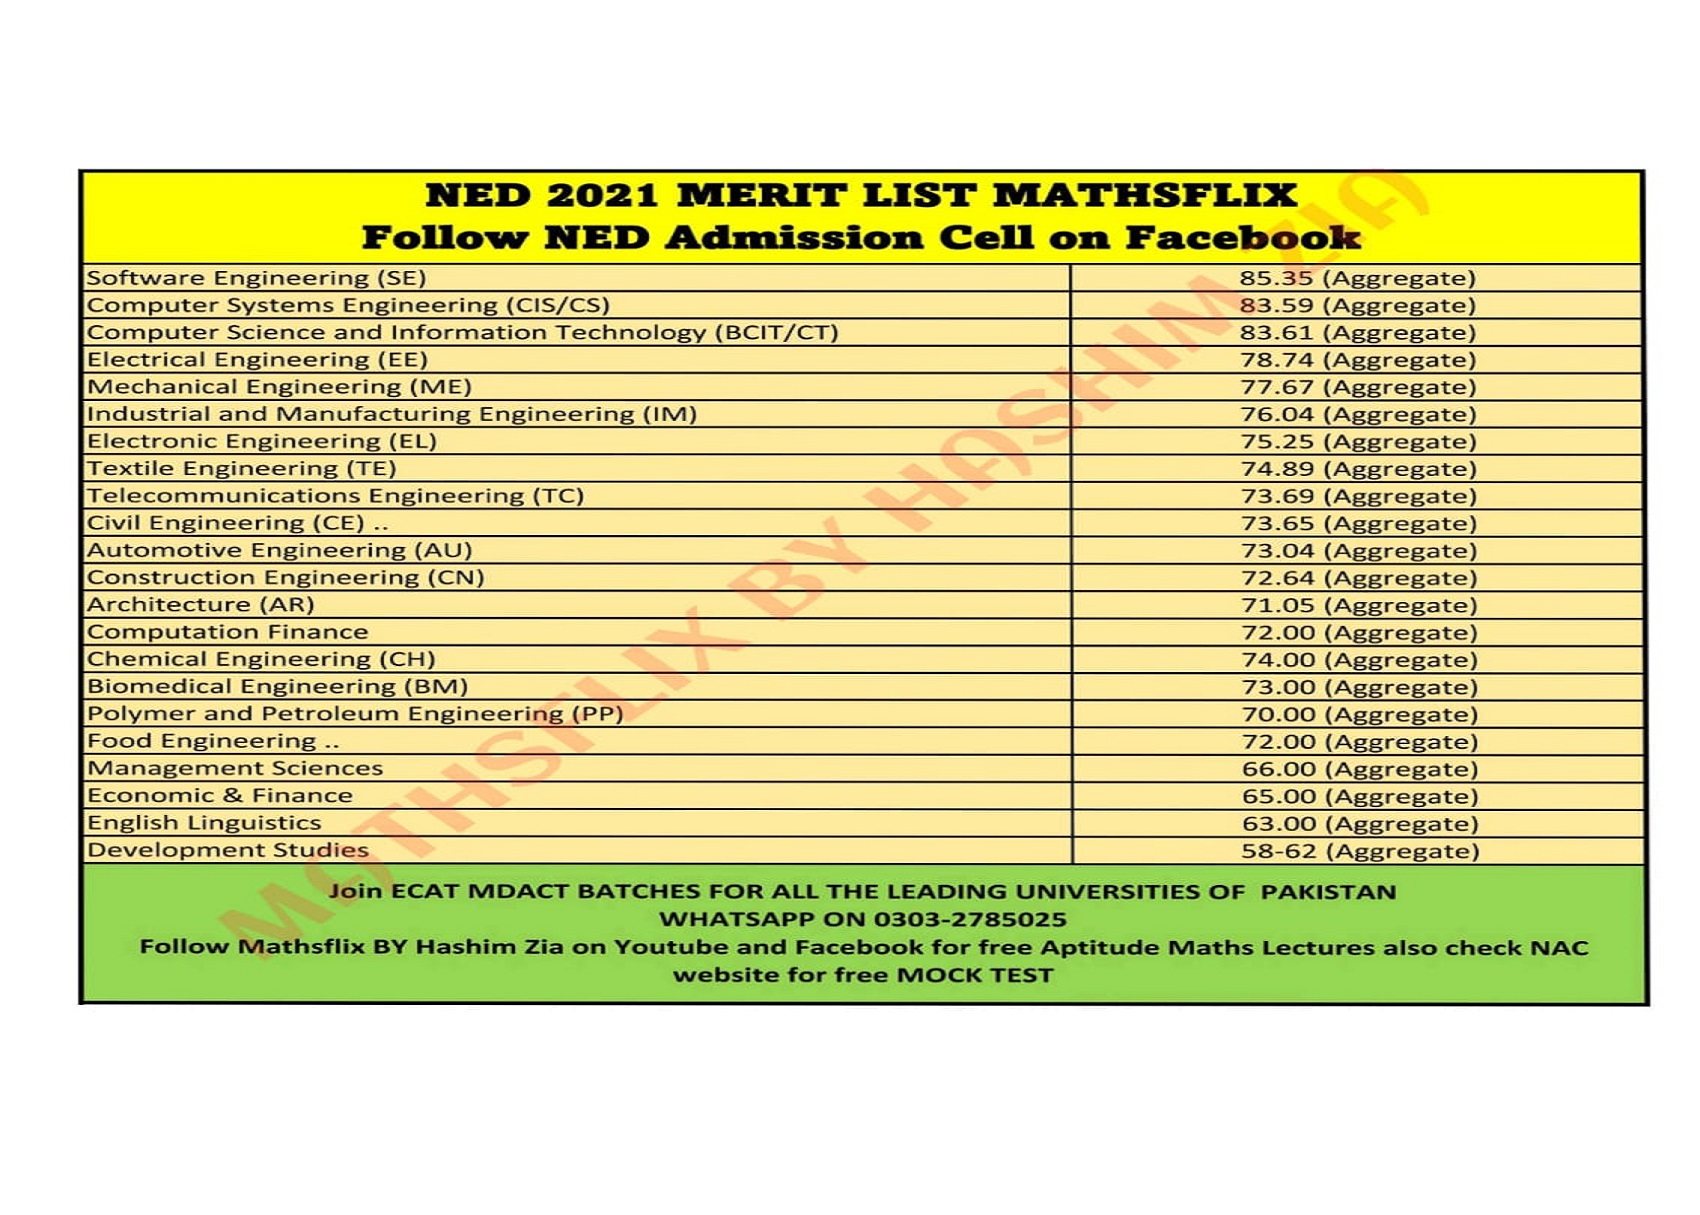 NED 2021 MERIT LIST MATHSFLIX
Follow NED Admission Cell on Facebook
Software Engineering (SE) 85.35 (Aggregate)
Computer Systems Engineering (CIS/CS) 83.59 (Aggregate)
Computer Science and Information Technology (BCIT/CT) 83.61 (Aggregate)
Electrical Engineering (EE) 78.74 (Aggregate)
Mechanical Engineering (ME) 77.67 (Aggregate)
Industrial and Manufacturing Engineering (IM) 76.04 (Aggregate)
Electronic Engineering (EL) 75.25 (Aggregate)
Textile Engineering (TE) 74.89 (Aggregate)
Telecommunications Engineering (TC) 73.69 (Aggregate)
Civil Engineering (CE) .. 73.65 (Aggregate)
Automotive Engineering (AU) 73.04 (Aggregate)
Construction Engineering (CN) 72.64 (Aggregate)
Architecture (AR) 71.05 (Aggregate)
Computation Finance 72.00 (Aggregate)
Chemical Engineering (CH) 74.00 (Aggregate)
Biomedical Engineering (BM) 73.00 (Aggregate)
Polymer and Petroleum Engineering (PP) 70.00 (Aggregate)
Food Engineering .. 72.00 (Aggregate)
Management Sciences 66.00 (Aggregate)
Economic & Finance 65.00 (Aggregate)
English Linguistics 63.00 (Aggregate)
Development Studies 58-62 (Aggregate)
Join ECAT MDACT BATCHES FOR ALL THE LEADING UNIVERSITIES OF PAKISTAN
WHATSAPP ON 0303-2785025
Follow Mathsflix BY Hashim Zia on Youtube and Facebook for free Aptitude Maths Lectures also check NAC
website for free MOCK TEST
MATHSFLIX BY HASHIM ZIA